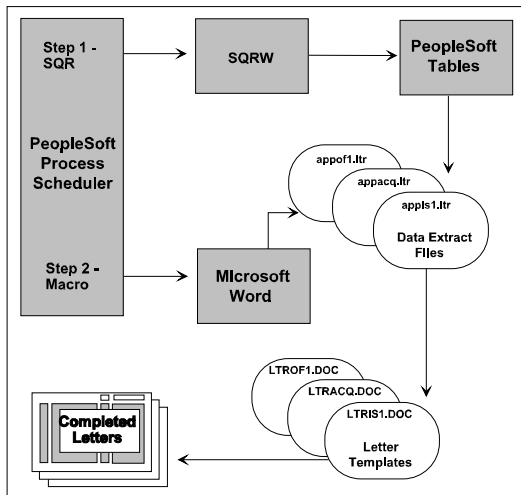 Step 1 -
SQR
SQRW
PeopleSoft
Tables
PeopleSoft
Process
Scheduler
appof1.ltr
appacq.ltr
appls1.ltr
Data Extract
Files
Step 2 -
Macro
MIcrosoft
Word
LTROF1.DOC
LTRACQ.DOC
LTRIS1.DOC
Letter
Templates
Completed
Letters